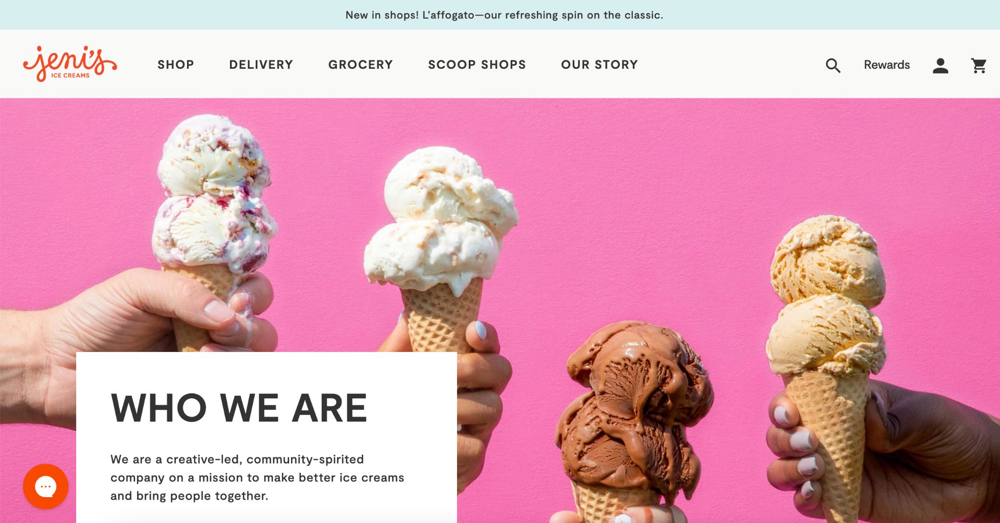 New in shops! L’affogato—our refreshing spin on the classic.
jeni's
ICE CREAMS
SHOP
DELIVERY
GROCERY
SCOOP SHOPS
OUR STORY
Rewards
WHO WE ARE
We are a creative-led, community-spirited
company on a mission to make better ice creams
and bring people together.